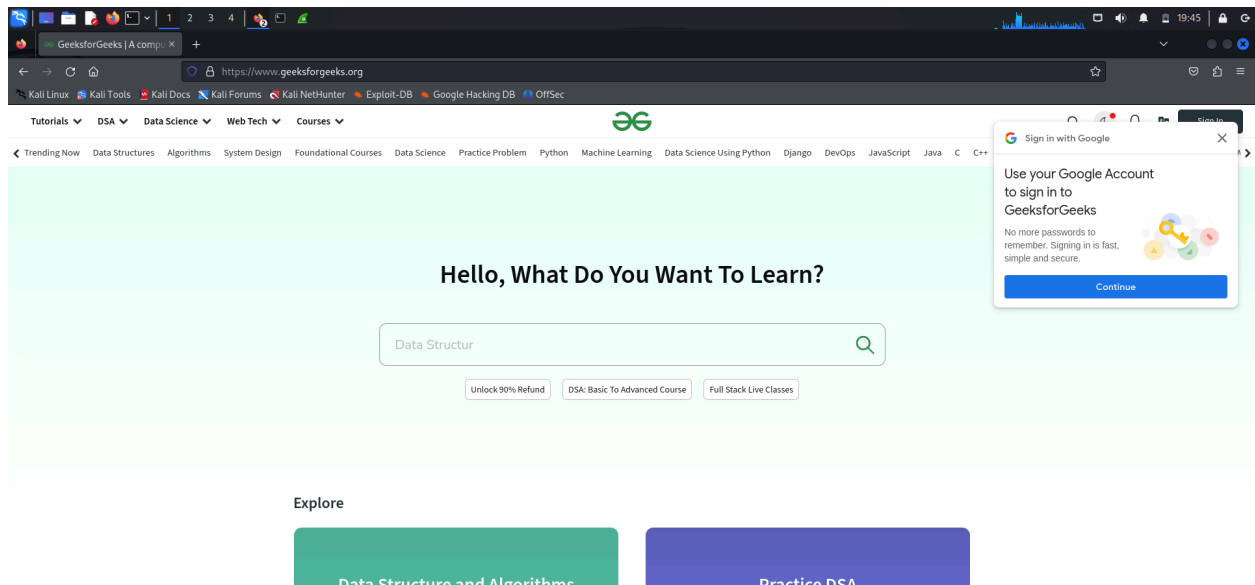 1 2 3 4 2 19:45
GeeksforGeeks | A compu
https://www.geeksforgeeks.org
Kali Linux Kali Tools Kali Docs Kali Forums Kali NetHunter Exploit-DB Google Hacking DB OffSec
Tutorials DSA Data Science Web Tech Courses Sign In
Trending Now Data Structures Algorithms System Design Foundational Courses Data Science Practice Problem Python Machine Learning Data Science Using Python Django DevOps JavaScript Java C C++
Sign in with Google
Use your Google Account
to sign in to
GeeksforGeeks
No more passwords to
remember. Signing in is fast,
simple and secure.
Continue
Hello, What Do You Want To Learn?
Data Structur
Unlock 90% Refund DSA: Basic To Advanced Course Full Stack Live Classes
Explore
Data Structure and Algorithms Practice DSA